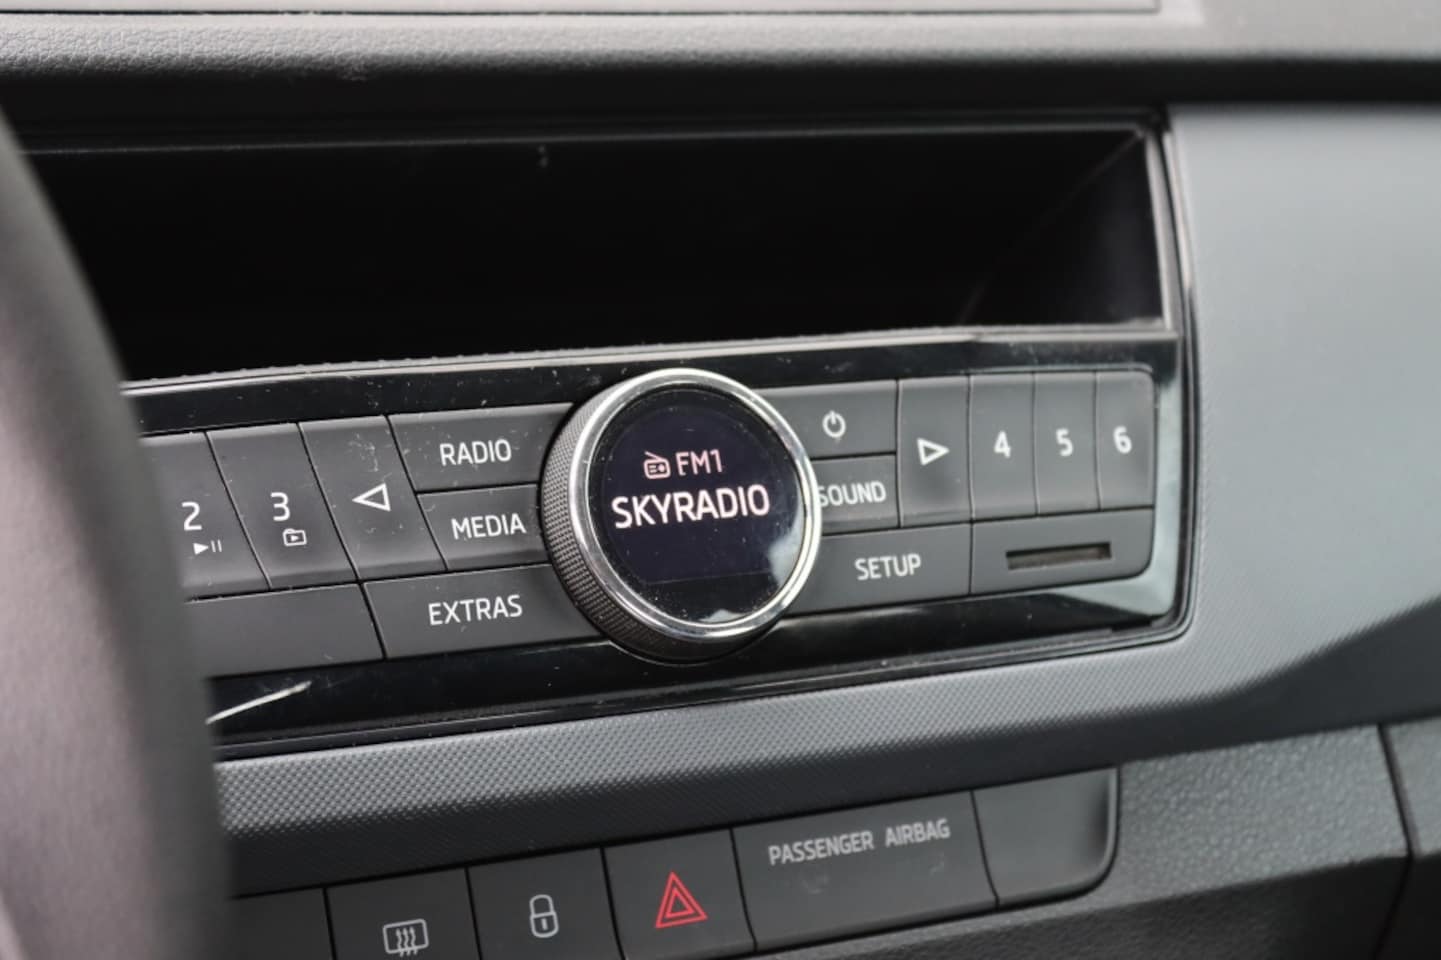 FM1
SKYRADIO
RADIO
MEDIA
EXTRAS
2
3
SOUND
SETUP
4
5
6
PASSENGER AIRBAG